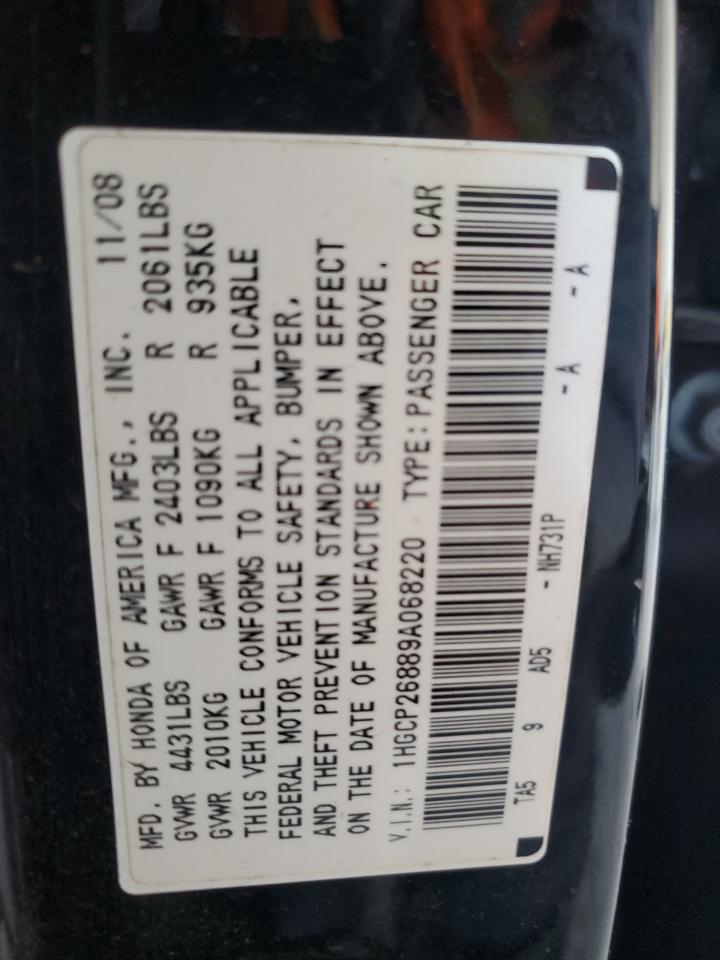 MFD. BY HONDA OF AMERICA MFG., INC. 11/08
GVWR 4431LBS GAWR F 2403LBS R 2061LBS
GVWR 2010KG GAWR F 1090KG R 935KG
THIS VEHICLE CONFORMS TO ALL APPLICABLE
FEDERAL MOTOR VEHICLE SAFETY, BUMPER,
AND THEFT PREVENTION STANDARDS IN EFFECT
ON THE DATE OF MANUFACTURE SHOWN ABOVE.
V.I.N.: 1HGCP26889A068220 TYPE:PASSENGER CAR
TA5 9 AD5 - NH731P - A - A